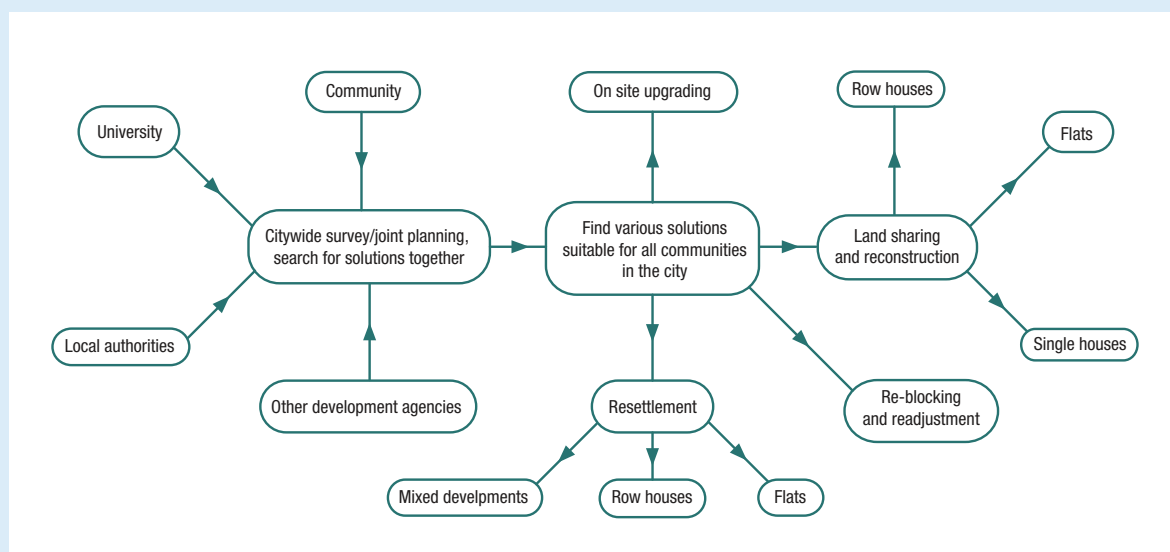 Community
On site upgrading
Row houses
University
Flats
Citywide survey/joint planning,
search for solutions together
Find various solutions
suitable for all communities
in the city
Land sharing
and reconstruction
Local authorities
Single houses
Other development agencies
Resettlement
Re-blocking
and readjustment
Mixed develpments
Row houses
Flats